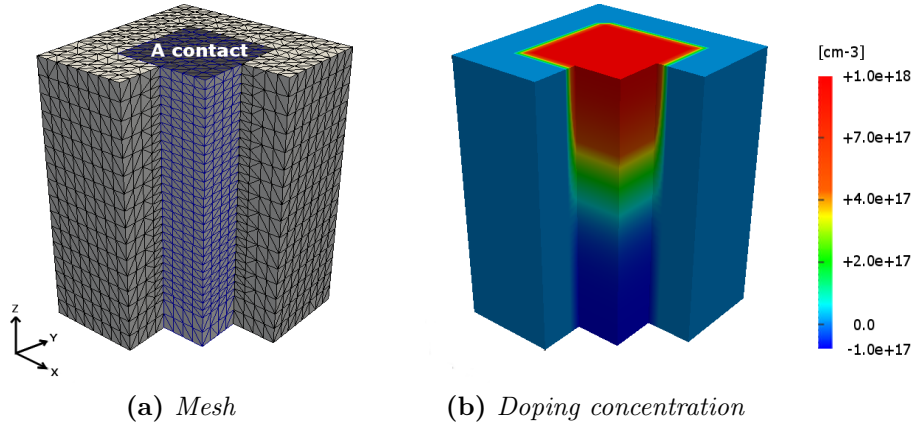 A contact
Z
Y
X
[cm-3]
+1.0e+18
+7.0e+17
+4.0e+17
+2.0e+17
0.0
-1.0e+17
(a) Mesh
(b) Doping concentration